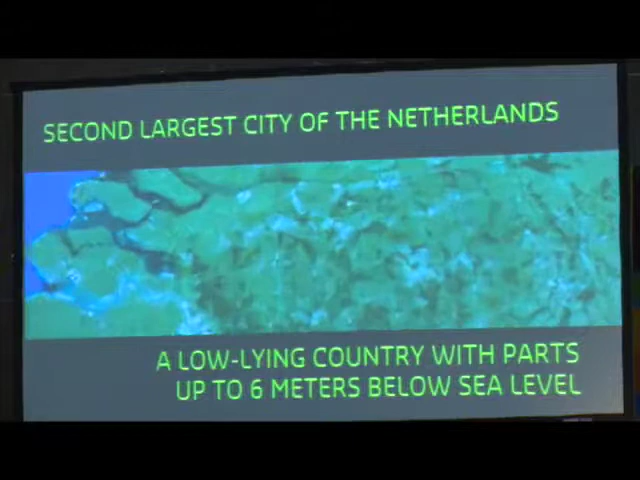 SECOND LARGEST CITY OF THE NETHERLANDS
A LOW-LYING COUNTRY WITH PARTS
UP TO 6 METERS BELOW SEA LEVEL